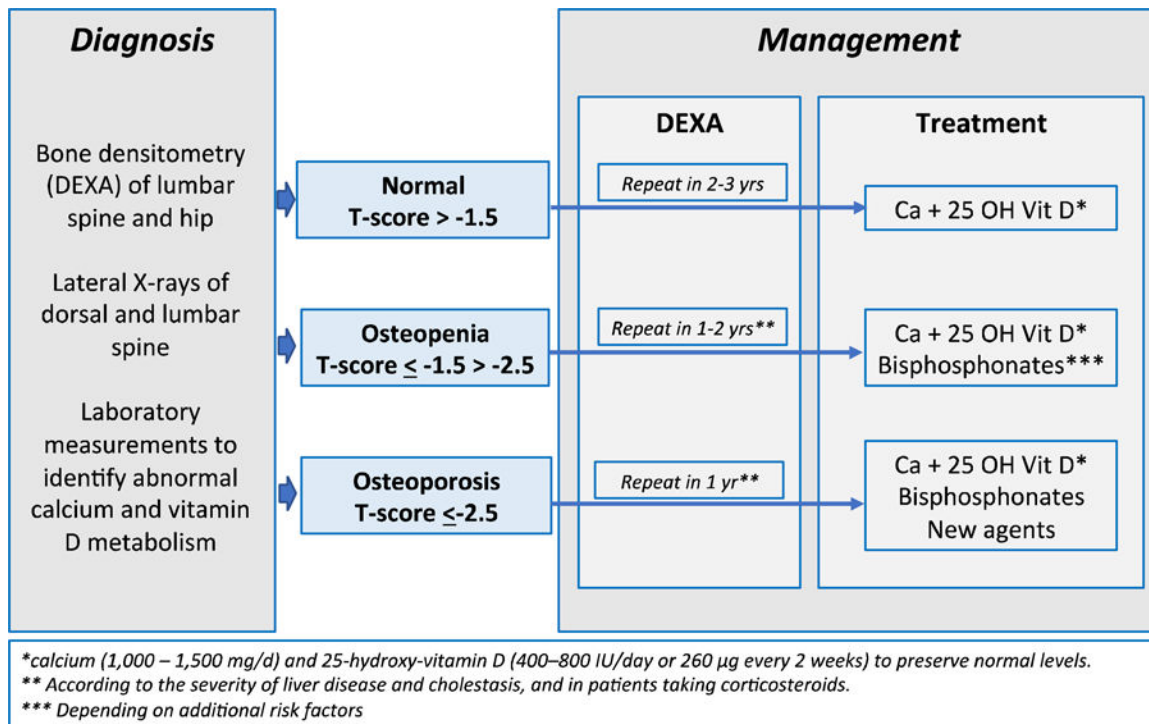 Diagnosis
Bone densitometry
(DEXA) of lumbar
spine and hip
Lateral X-rays of
dorsal and lumbar
spine
Laboratory
measurements to
identify abnormal
calcium and vitamin
D metabolism
Normal
T-score > -1.5
Osteopenia
T-score ≤ -1.5 > -2.5
Osteoporosis
T-score ≤-2.5
Management
DEXA
Repeat in 2-3 yrs
Repeat in 1-2 yrs**
Repeat in 1 yr**
Treatment
Ca + 25 OH Vit D*
Ca + 25 OH Vit D*
Bisphosphonates***
Ca + 25 OH Vit D*
Bisphosphonates
New agents
*calcium (1,000 – 1,500 mg/d) and 25-hydroxy-vitamin D (400–800 IU/day or 260 µg every 2 weeks) to preserve normal levels.
** According to the severity of liver disease and cholestasis, and in patients taking corticosteroids.
*** Depending on additional risk factors